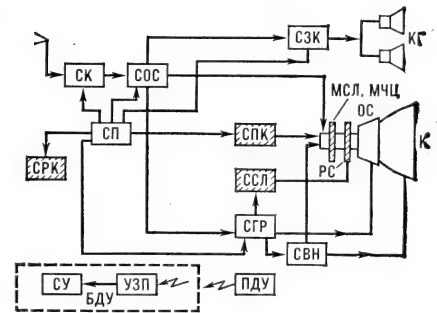 СЗК
КГ
СК
СОС
МСЛ, МЧЦ
ОС
К
СП
СПК
СРК
ССЛ
РС
СГР
СВН
СУ
УЗП
ПДУ
БДУ